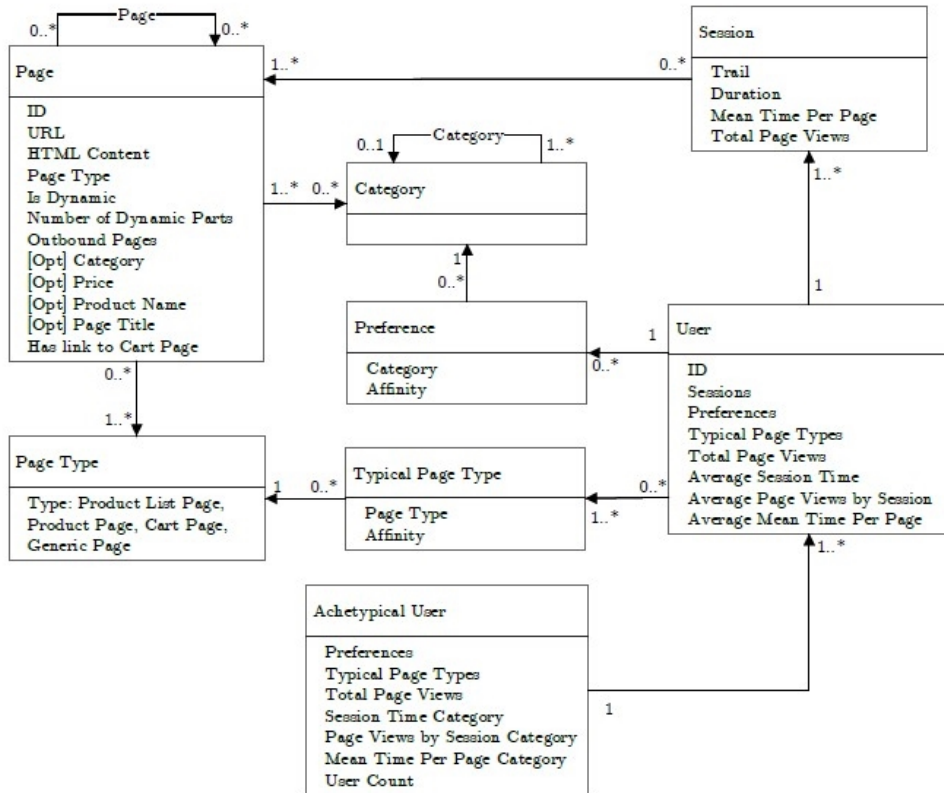 Page
0..*
0..*
Page
ID
URL
HTML Content
Page Type
Is Dynamic
Number of Dynamic Parts
Outbound Pages
[Opt] Category
[Opt] Price
[Opt] Product Name
[Opt] Page Title
Has link to Cart Page
1..*
0..*
Session
Trail
Duration
Mean Time Per Page
Total Page Views
Category
0..1
1..*
1..*
0..*
Category
1
0..*
1..*
1
Preference
Category
Affinity
1
0..*
User
ID
Sessions
Preferences
Typical Page Types
Total Page Views
Average Session Time
Average Page Views by Session
Average Mean Time Per Page
0..*
1..*
Page Type
Type: Product List Page,
Product Page, Cart Page,
Generic Page
1
0..*
Typical Page Type
Page Type
Affinity
0..*
1..*
1..*
Achetypical User
Preferences
Typical Page Types
Total Page Views
Session Time Category
Page Views by Session Category
Mean Time Per Page Category
User Count
1